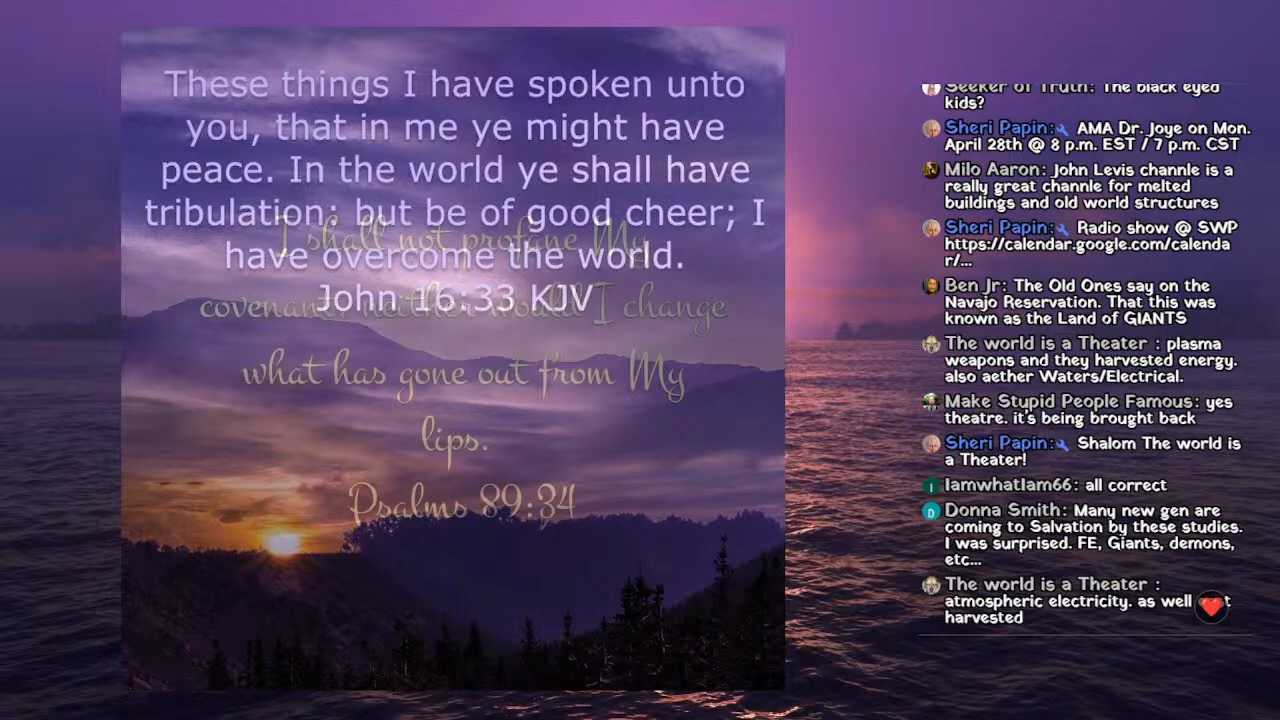 These things I have spoken unto
you, that in me ye might have
peace. In the world ye shall have
tribulation: but be of good cheer; I
have overcome the world.
John 16:33 KJV
I shall not profane My
covenant, neither would I change
what has gone out from My
lips.
Psalms 89:34
Seeker of Truth: The black eyed
kids?
Sheri Papin: AMA Dr. Joye on Mon.
April 28th @ 8 p.m. EST / 7 p.m. CST
Milo Aaron: John Levis channle is a
really great channle for melted
buildings and old world structures
Sheri Papin: Radio show @ SWP
https://calendar.google.com/calenda
r/...
Ben Jr: The Old Ones say on the
Navajo Reservation. That this was
known as the Land of GIANTS
The world is a Theater : plasma
weapons and they harvested energy.
also aether Waters/Electrical.
Make Stupid People Famous: yes
theatre. it's being brought back
Sheri Papin: Shalom The world is
a Theater!
I
Iamwhatiam66: all correct
D
Donna Smith: Many new gen are
coming to Salvation by these studies.
I was surprised. FE, Giants, demons,
etc...
The world is a Theater :
atmospheric electricity. as well
harvested